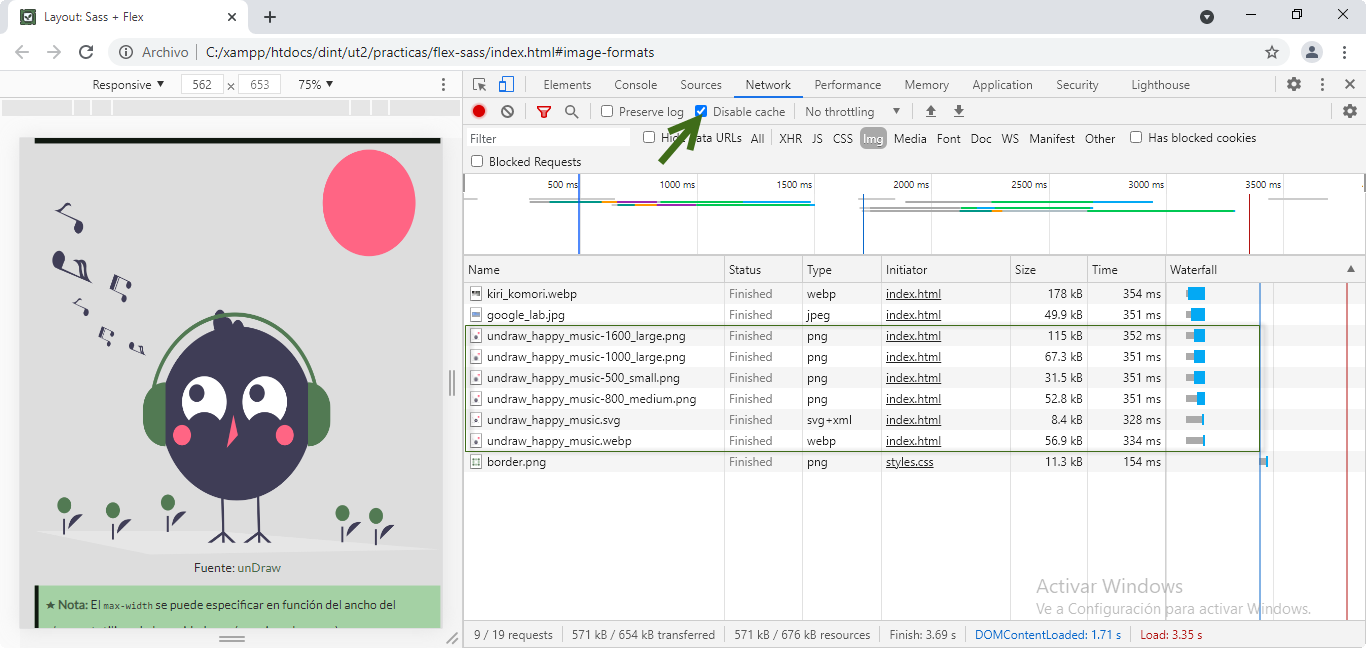 Layout: Sass + Flex
Archivo C:/xampp/htdocs/dint/ut2/practicas/flex-sass/index.html#image-formats
Responsive 562 x 653 75%
Elements Console Sources Network Performance Memory Application Security Lighthouse
Preserve log Disable cache No throttling
Filter Hide data URLs All XHR JS CSS Img Media Font Doc WS Manifest Other Has blocked cookies
Blocked Requests
500 ms 1000 ms 1500 ms 2000 ms 2500 ms 3000 ms 3500 ms
Name Status Type Initiator Size Time Waterfall
kiri_komori.webp Finished webp index.html 178 kB 354 ms
google_lab.jpg Finished jpeg index.html 49.9 kB 351 ms
undraw_happy_music-1600_large.png Finished png index.html 115 kB 352 ms
undraw_happy_music-1000_large.png Finished png index.html 67.3 kB 351 ms
undraw_happy_music-500_small.png Finished png index.html 31.5 kB 351 ms
undraw_happy_music-800_medium.png Finished png index.html 52.8 kB 351 ms
undraw_happy_music.svg Finished svg+xml index.html 8.4 kB 328 ms
undraw_happy_music.webp Finished webp index.html 56.9 kB 334 ms
border.png Finished png styles.css 11.3 kB 154 ms
Fuente: unDraw
★ Nota: El max-width se puede especificar en función del ancho del
Activar Windows
Ve a Configuración para activar Windows.
9 / 19 requests 571 kB / 654 kB transferred 571 kB / 676 kB resources Finish: 3.69 s DOMContentLoaded: 1.71 s Load: 3.35 s